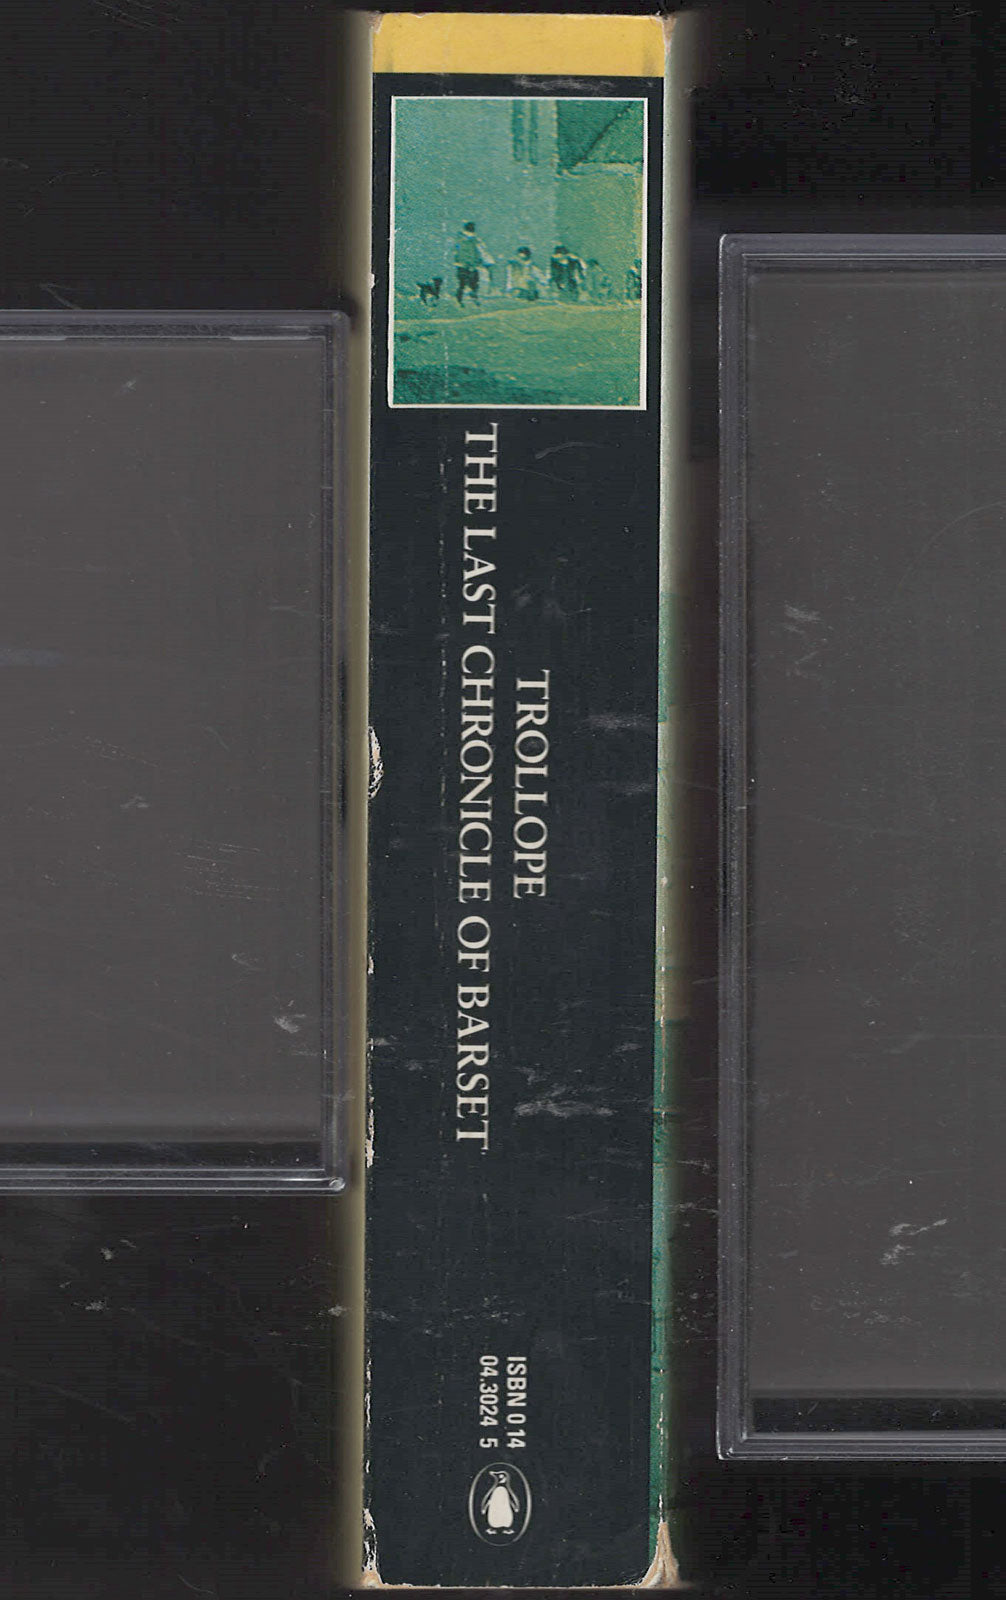 TROLLOPE
THE LAST CHRONICLE OF BARSET
ISBN 0 14
04.3024 5